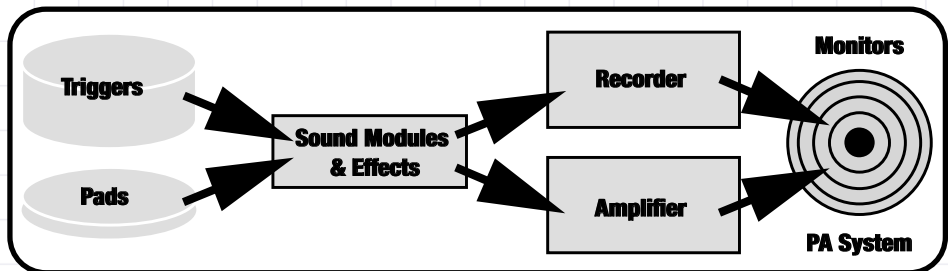 Triggers
Pads
Sound Modules
& Effects
Recorder
Amplifier
Monitors
PA System